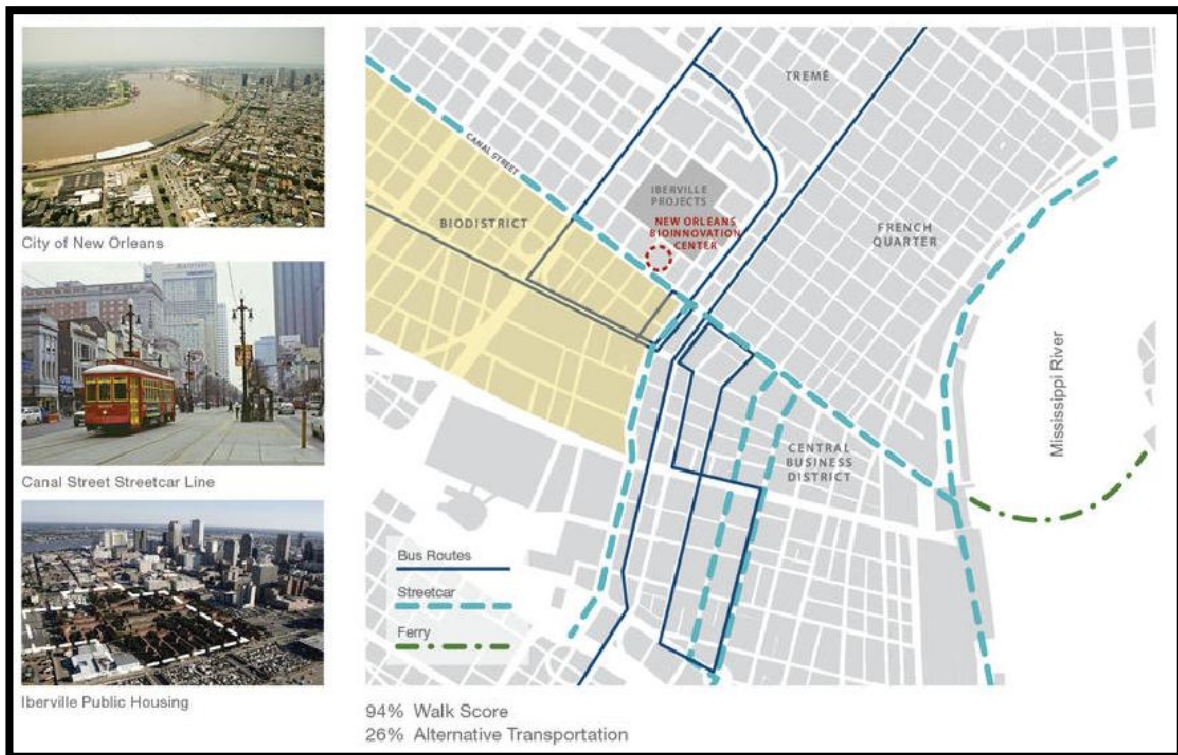 City of New Orleans
Canal Street Streetcar Line
Iberville Public Housing
TREMÉ
CANAL STREET
IBERVILLE
PROJECTS
NEW ORLEANS
BIOINNOVATION
CENTER
BIODISTRICT
FRENCH
QUARTER
Mississippi River
CENTRAL
BUSINESS
DISTRICT
Bus Routes
Streetcar
Ferry
94% Walk Score
26% Alternative Transportation